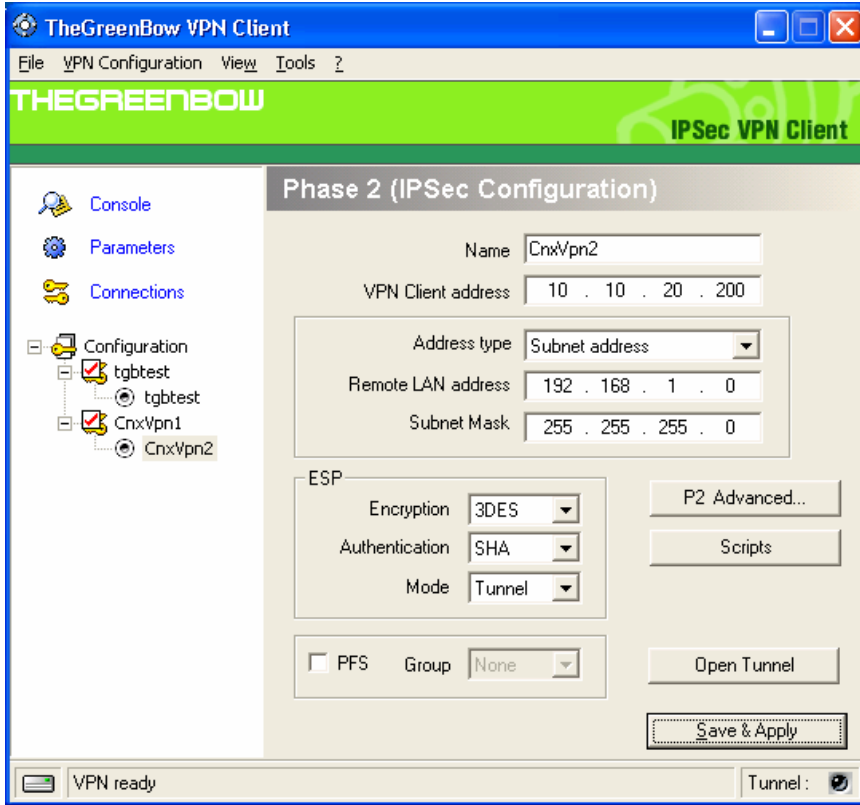 TheGreenBow VPN Client
File VPN Configuration View Tools ?
THEGREENBOW
IPSec VPN Client
Console
Parameters
Connections
Configuration
tgbtest
tgbtest
CnxVpn1
CnxVpn2
Phase 2 (IPSec Configuration)
Name CnxVpn2
VPN Client address 10 . 10 . 20 . 200
Address type Subnet address
Remote LAN address 192 . 168 . 1 . 0
Subnet Mask 255 . 255 . 255 . 0
ESP
Encryption 3DES
Authentication SHA
Mode Tunnel
P2 Advanced...
Scripts
PFS Group None
Open Tunnel
Save & Apply
VPN ready
Tunnel :